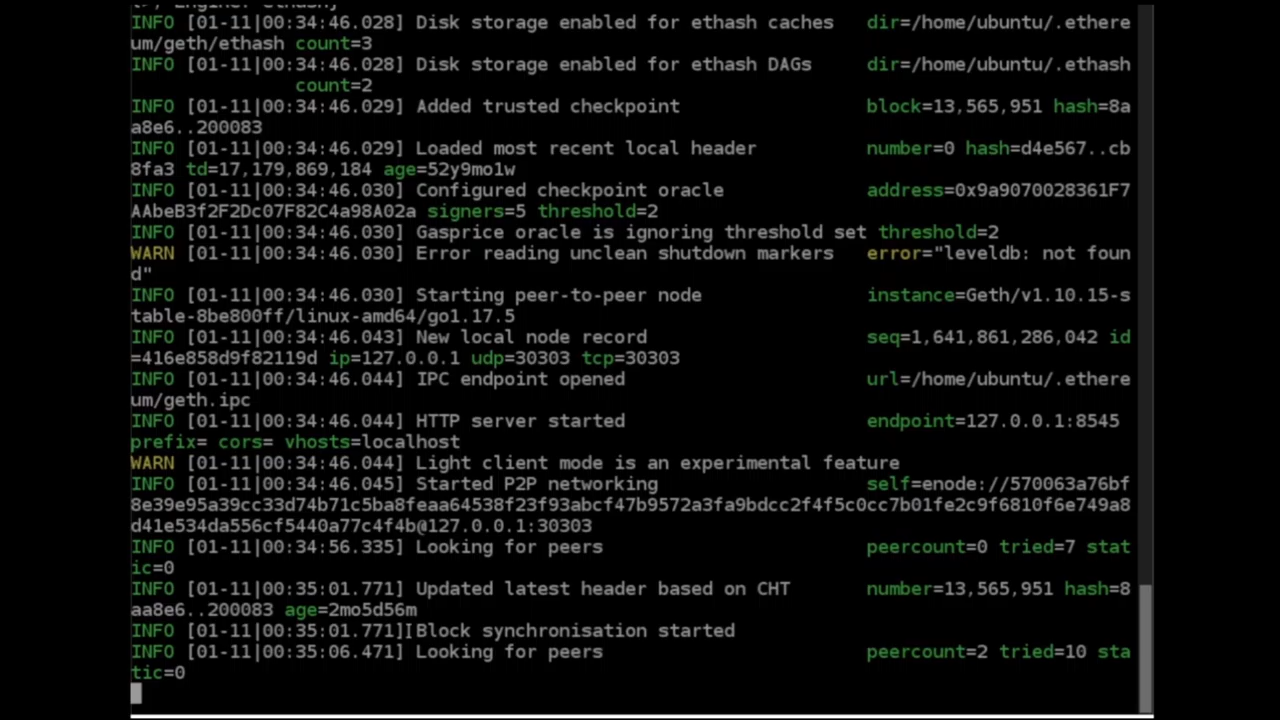 INFO [01-11|00:34:46.028] Disk storage enabled for ethash caches dir=/home/ubuntu/.ethere
um/geth/ethash count=3
INFO [01-11|00:34:46.028] Disk storage enabled for ethash DAGs dir=/home/ubuntu/.ethash
count=2
INFO [01-11|00:34:46.029] Added trusted checkpoint block=13,565,951 hash=8a
a8e6..200083
INFO [01-11|00:34:46.029] Loaded most recent local header number=0 hash=d4e567..cb
8fa3 td=17,179,869,184 age=52y9mo1w
INFO [01-11|00:34:46.030] Configured checkpoint oracle address=0x9a9070028361F7
AAbeB3f2F2Dc07F82C4a98A02a signers=5 threshold=2
INFO [01-11|00:34:46.030] Gasprice oracle is ignoring threshold set threshold=2
WARN [01-11|00:34:46.030] Error reading unclean shutdown markers error="leveldb: not foun
d"
INFO [01-11|00:34:46.030] Starting peer-to-peer node instance=Geth/v1.10.15-s
table-8be800ff/linux-amd64/go1.17.5
INFO [01-11|00:34:46.043] New local node record seq=1,641,861,286,042 id
=416e858d9f82119d ip=127.0.0.1 udp=30303 tcp=30303
INFO [01-11|00:34:46.044] IPC endpoint opened url=/home/ubuntu/.ethere
um/geth.ipc
INFO [01-11|00:34:46.044] HTTP server started endpoint=127.0.0.1:8545
prefix= cors= vhosts=localhost
WARN [01-11|00:34:46.044] Light client mode is an experimental feature
INFO [01-11|00:34:46.045] Started P2P networking self=enode://570063a76bf
8e39e95a39cc33d74b71c5ba8feaa64538f23f93abcf47b9572a3fa9bdcc2f4f5c0cc7b01fe2c9f6810f6e749a8
d41e534da556cf5440a77c4f4b@127.0.0.1:30303
INFO [01-11|00:34:56.335] Looking for peers peercount=0 tried=7 stat
ic=0
INFO [01-11|00:35:01.771] Updated latest header based on CHT number=13,565,951 hash=8
aa8e6..200083 age=2mo5d56m
INFO [01-11|00:35:01.771] Block synchronisation started
INFO [01-11|00:35:06.471] Looking for peers peercount=2 tried=10 sta
tic=0